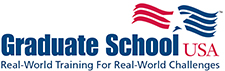 Graduate School USA
Real-World Training For Real-World Challenges